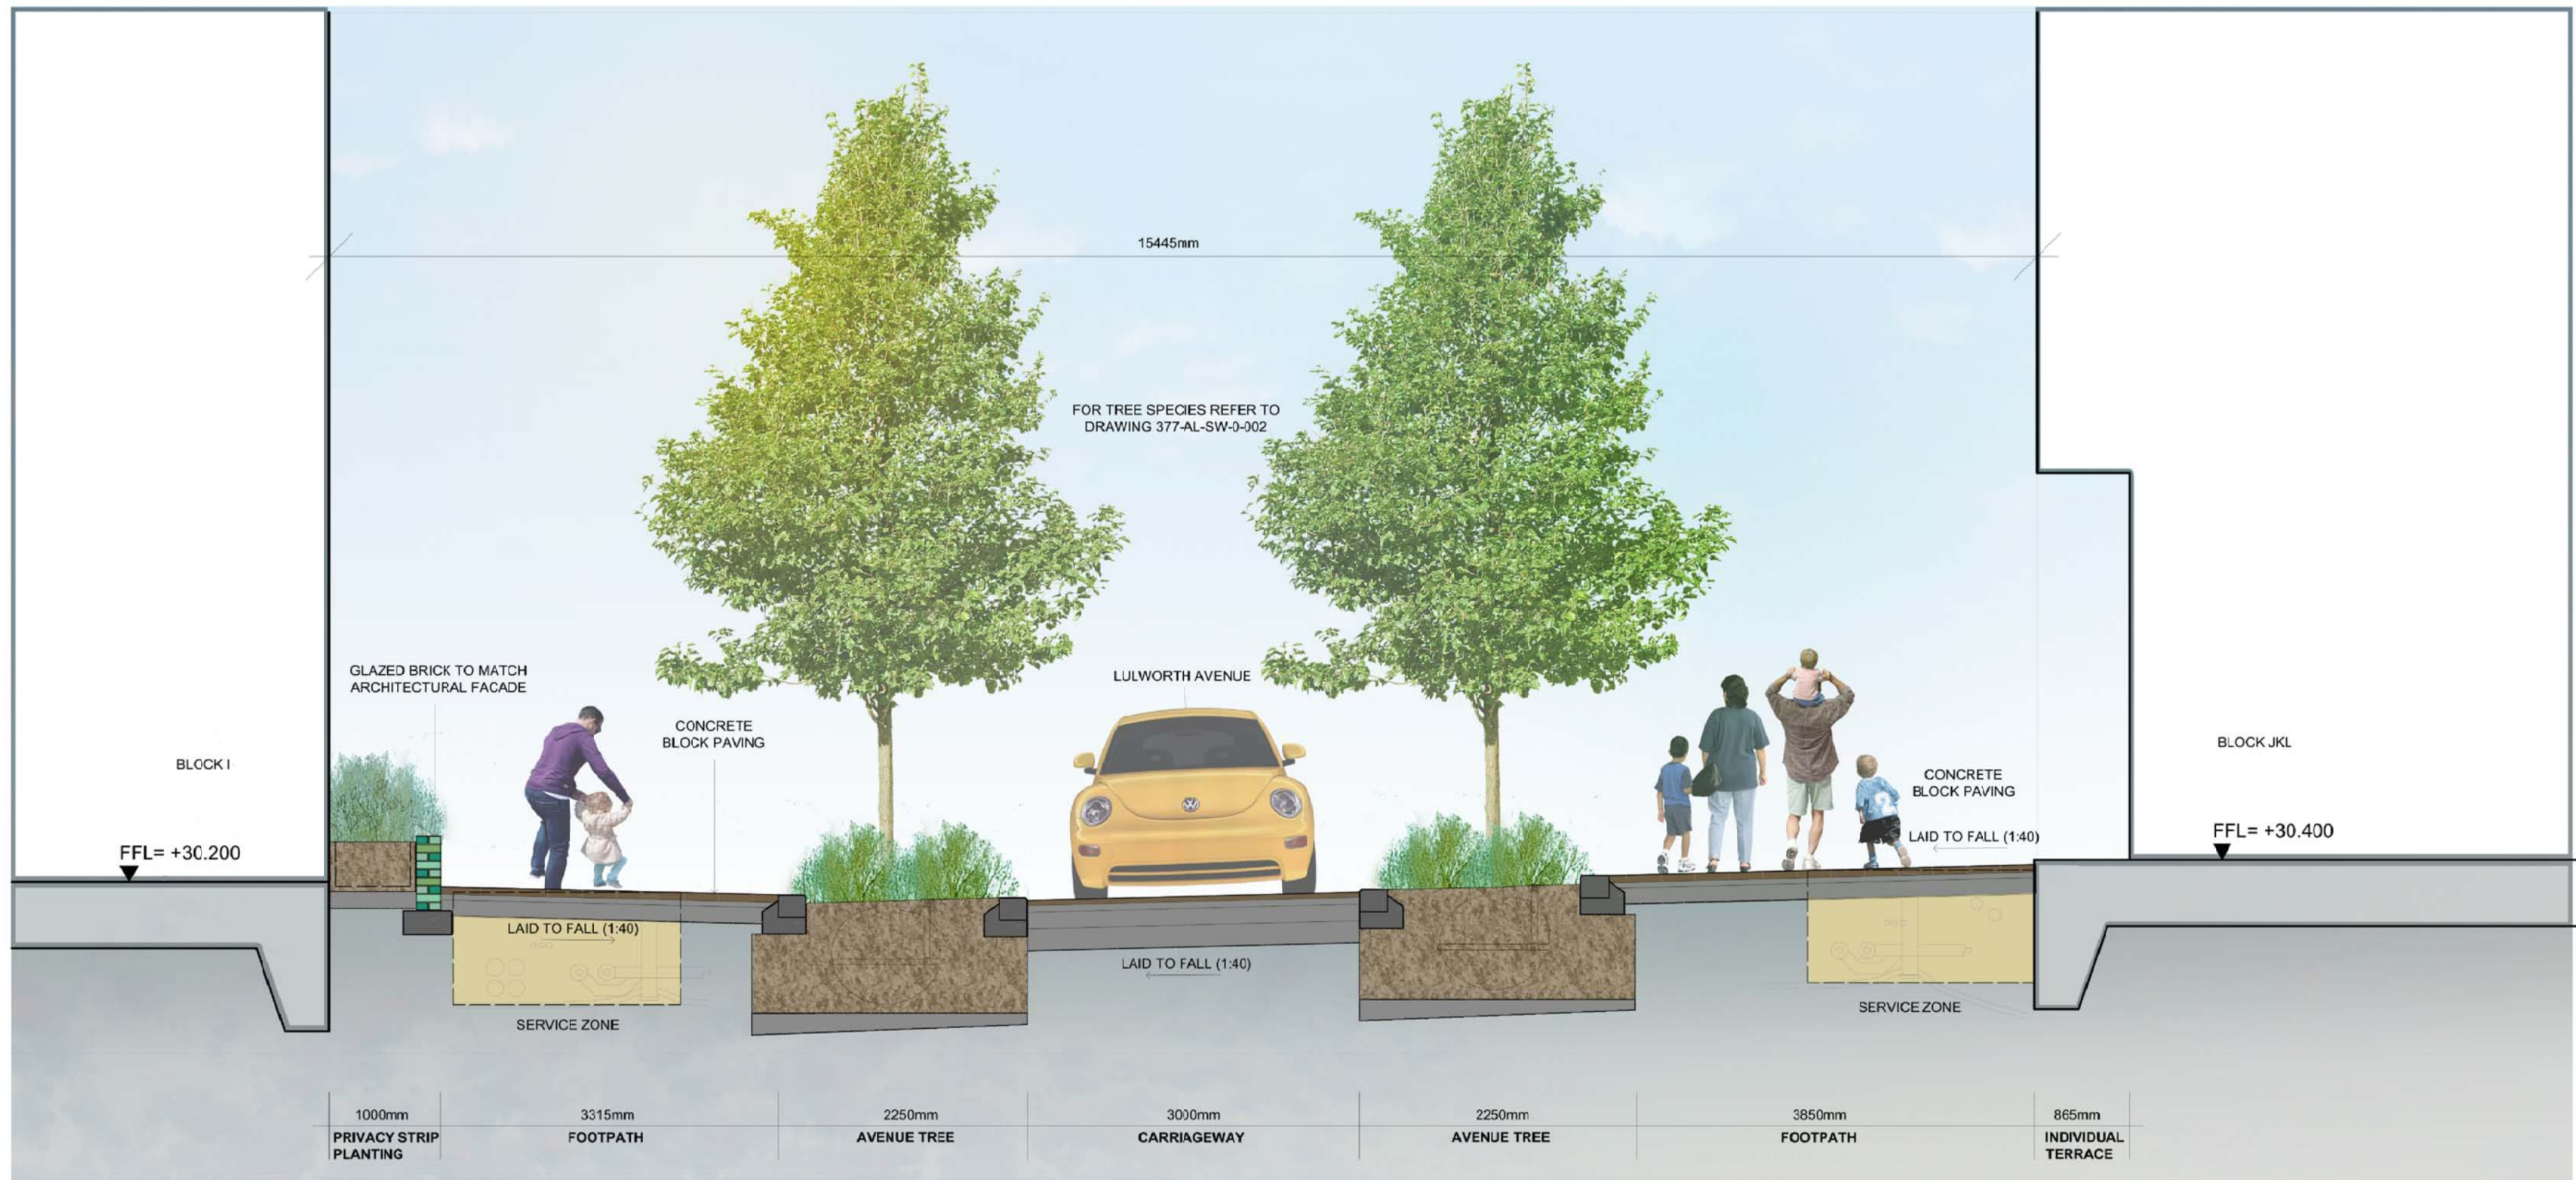 15445mm
FOR TREE SPECIES REFER TO
DRAWING 377-AL-SW-0-002
GLAZED BRICK TO MATCH
ARCHITECTURAL FACADE
LULWORTH AVENUE
CONCRETE
BLOCK PAVING
BLOCK I
BLOCK JKL
CONCRETE
BLOCK PAVING
2
FFL= +30.200
LAID TO FALL (1:40)
FFL= +30.400
LAID TO FALL (1:40)
LAID TO FALL (1:40)
SERVICE ZONE
SERVICE ZONE
1000mm
PRIVACY STRIP
PLANTING
3315mm
FOOTPATH
2250mm
AVENUE TREE
3000mm
CARRIAGEWAY
2250mm
AVENUE TREE
3850mm
FOOTPATH
865mm
INDIVIDUAL
TERRACE